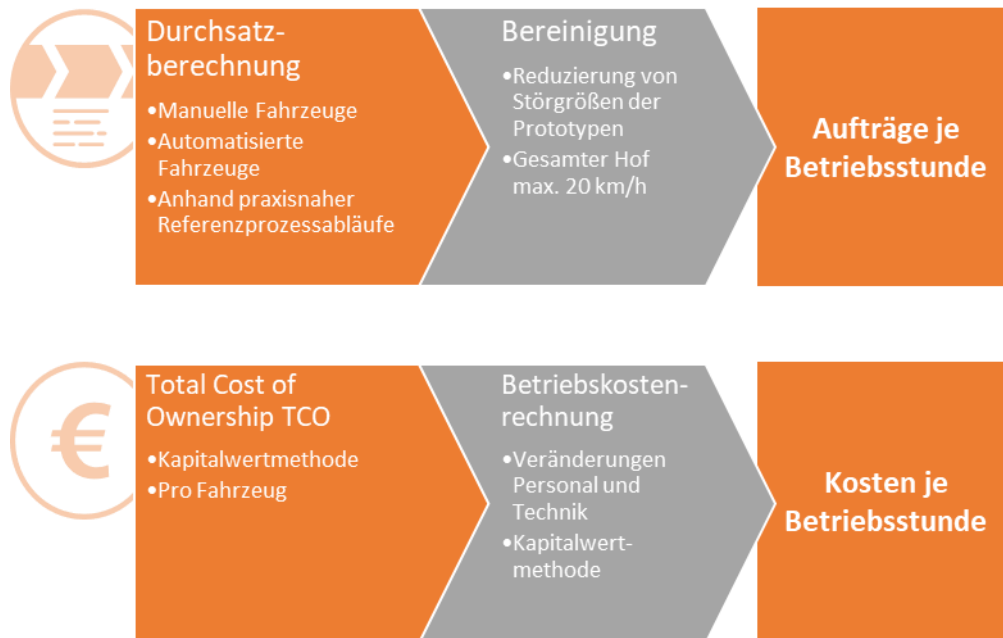 Durchsatz-
berechnung
•Manuelle Fahrzeuge
•Automatisierte
Fahrzeuge
•Anhand praxisnaher
Referenzprozessabläufe
Bereinigung
•Reduzierung von
Störgrößen der
Prototypen
•Gesamter Hof
max. 20 km/h
Aufträge je
Betriebsstunde
€
Total Cost of
Ownership TCO
•Kapitalwertmethode
•Pro Fahrzeug
Betriebskosten-
rechnung
•Veränderungen
Personal und
Technik
•Kapitalwert-
methode
Kosten je
Betriebsstunde